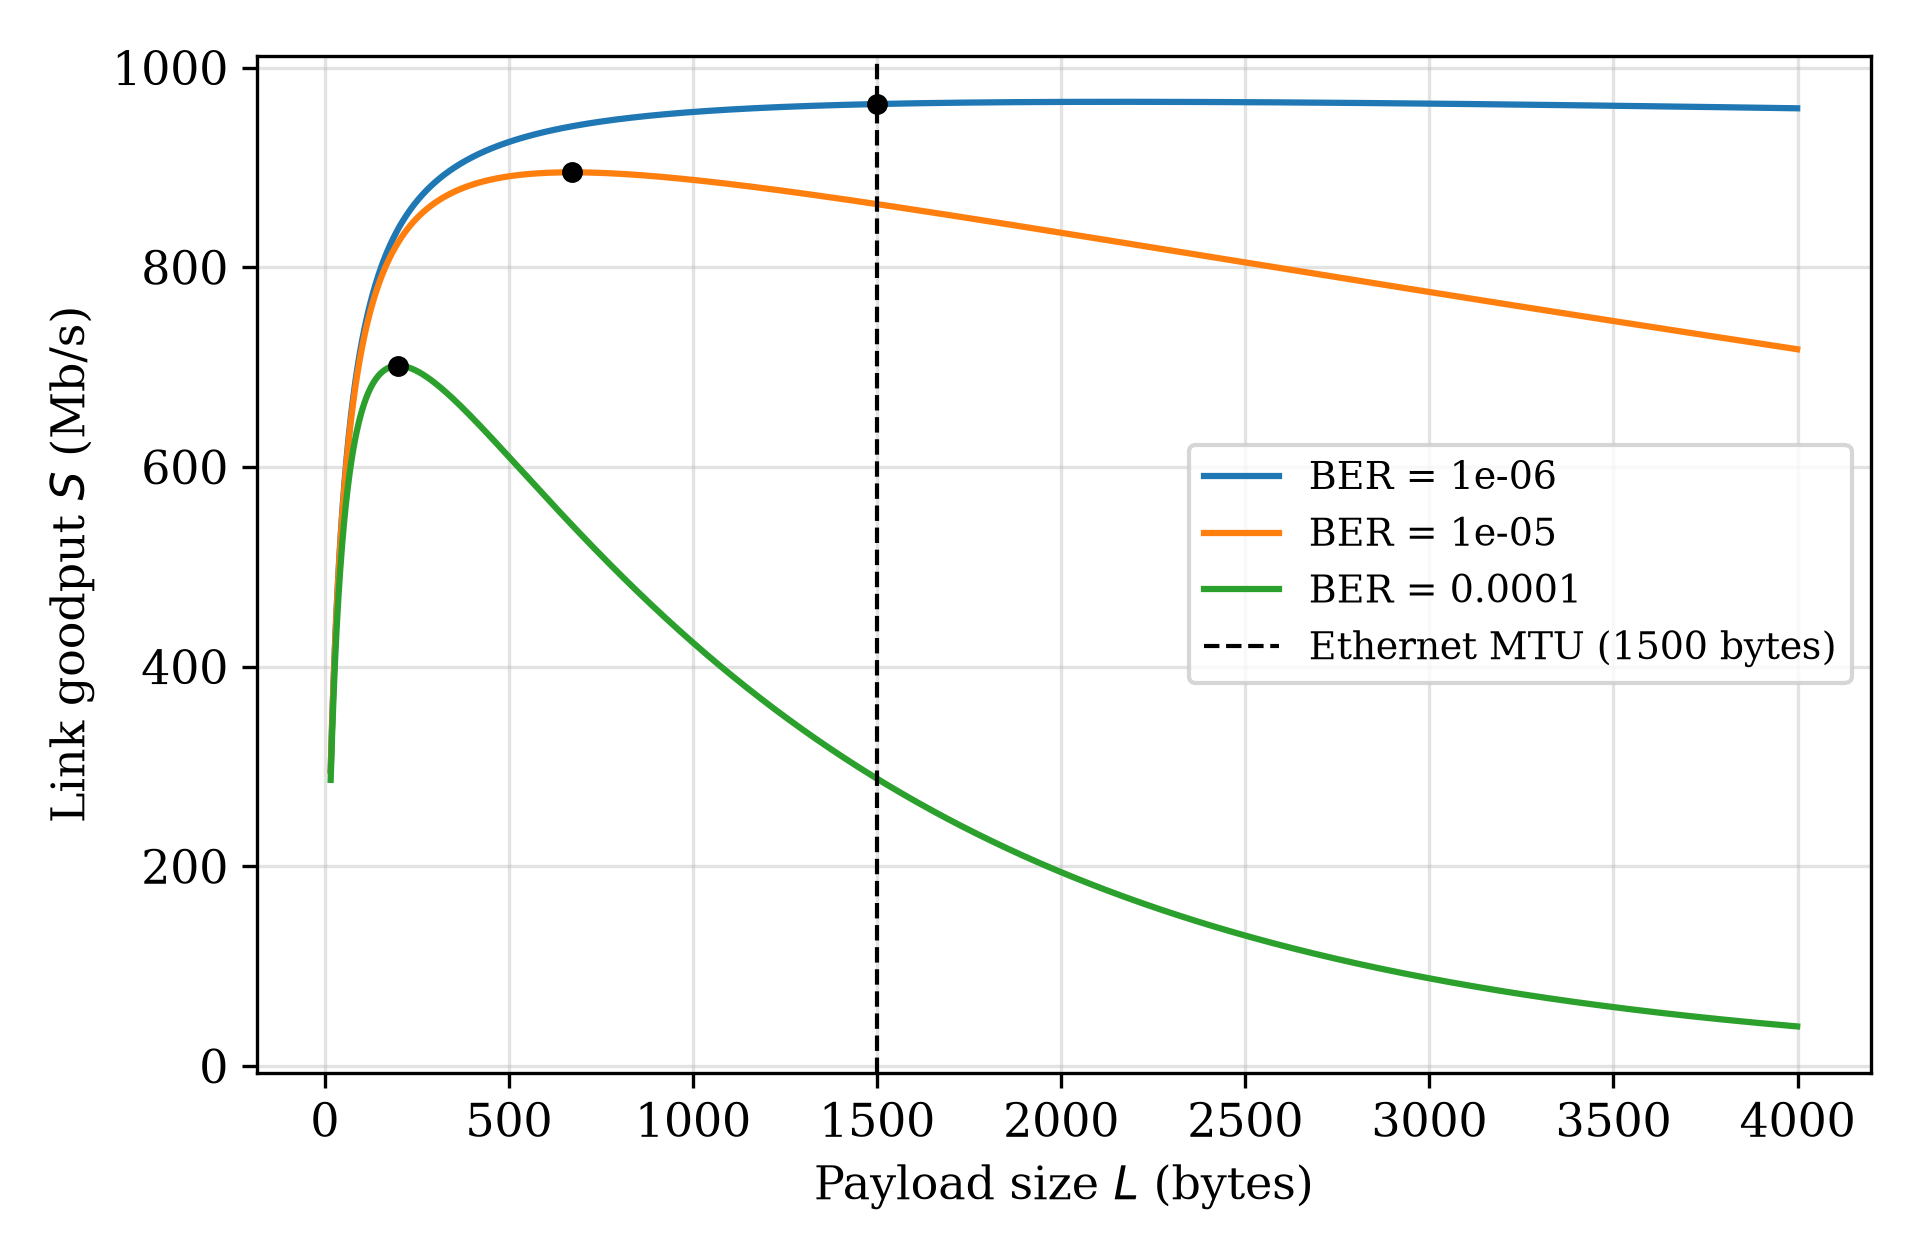 1000
800
600
400
200
0
Link goodput S (Mb/s)
BER = 1e-06
BER = 1e-05
BER = 0.0001
Ethernet MTU (1500 bytes)
0 500 1000 1500 2000 2500 3000 3500 4000
Payload size L (bytes)